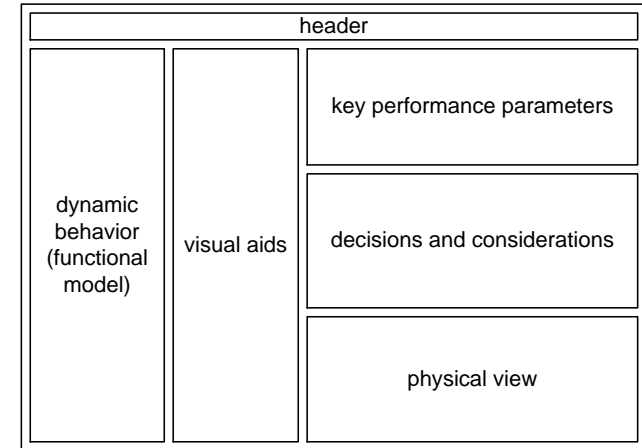 header
dynamic
behavior
(functional
model)
visual aids
key performance parameters
decisions and considerations
physical view